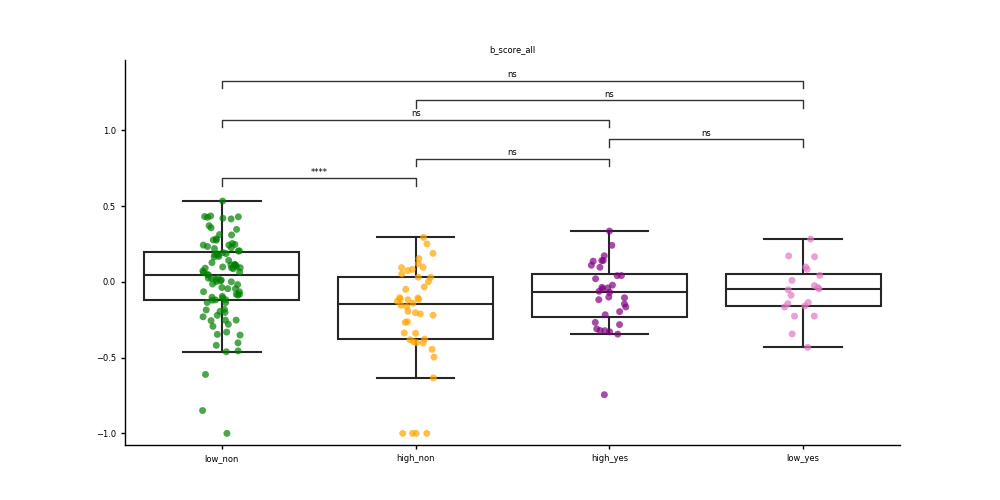 b_score_all
ns
ns
ns
ns
ns
****
1.0
0.5
0.0
−0.5
−1.0
low_non high_non high_yes low_yes